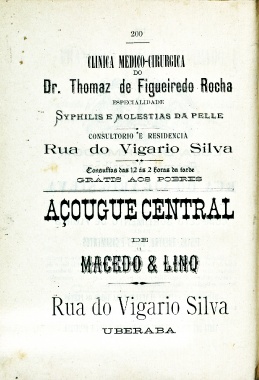 200
CLINICA MEDICO-CIRURGICA
DO
Dr. Thomaz de Figueiredo Rocha
ESPECIALIDADE
SYPHILIS E MOLESTIAS DA PELLE
CONSULTORIO E RESIDENCIA
Rua do Vigario Silva
Consultas das 12 ás 2 horas da tarde
GRATIS AOS POBRES
AÇOUGUE CENTRAL
DE
MACEDO & LINO
Rua do Vigario Silva
UBERABA